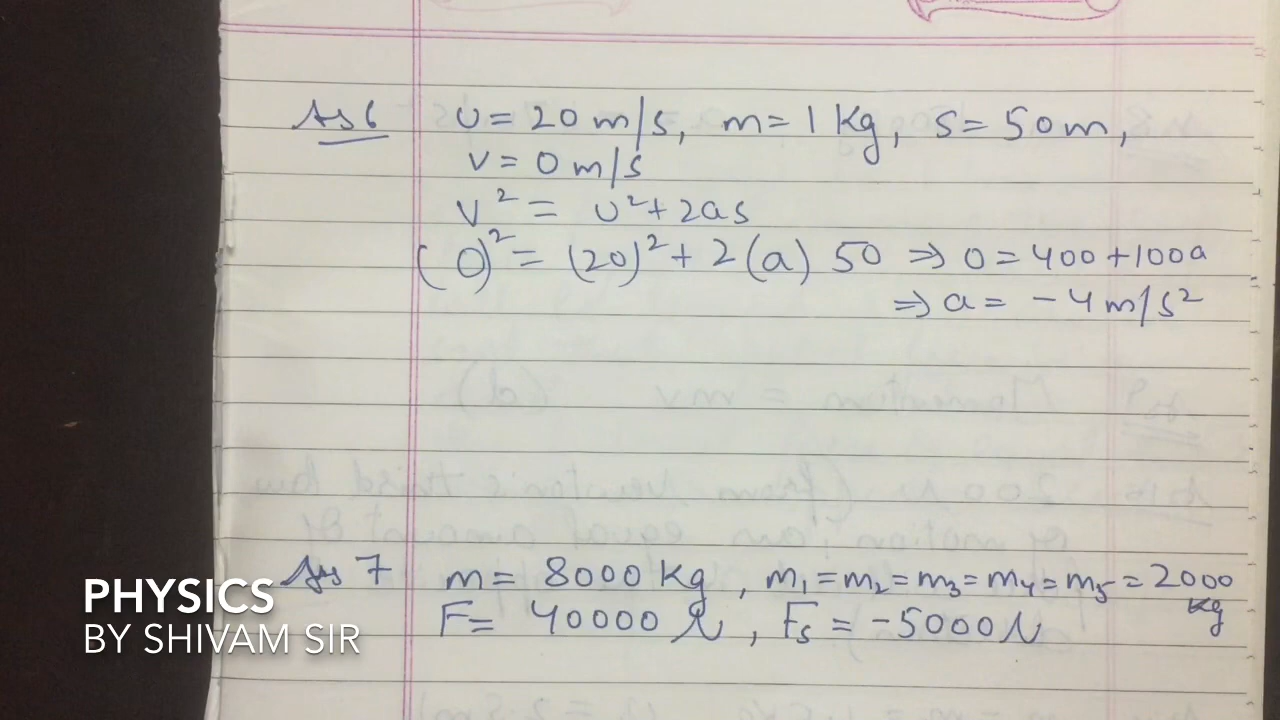 Ans 6 u = 20 m/s, m = 1 Kg, s = 50 m,
v = 0 m/s
v² = u² + 2as
(0)² = (20)² + 2(a) 50 ⇒ 0 = 400 + 100a
⇒ a = -4 m/s²
Ans 7 m = 8000 Kg, m₁ = m₂ = m₃ = m₄ = m₅ = 2000 kg
F = 40000 N, Fₛ = -5000 N
PHYSICS
BY SHIVAM SIR